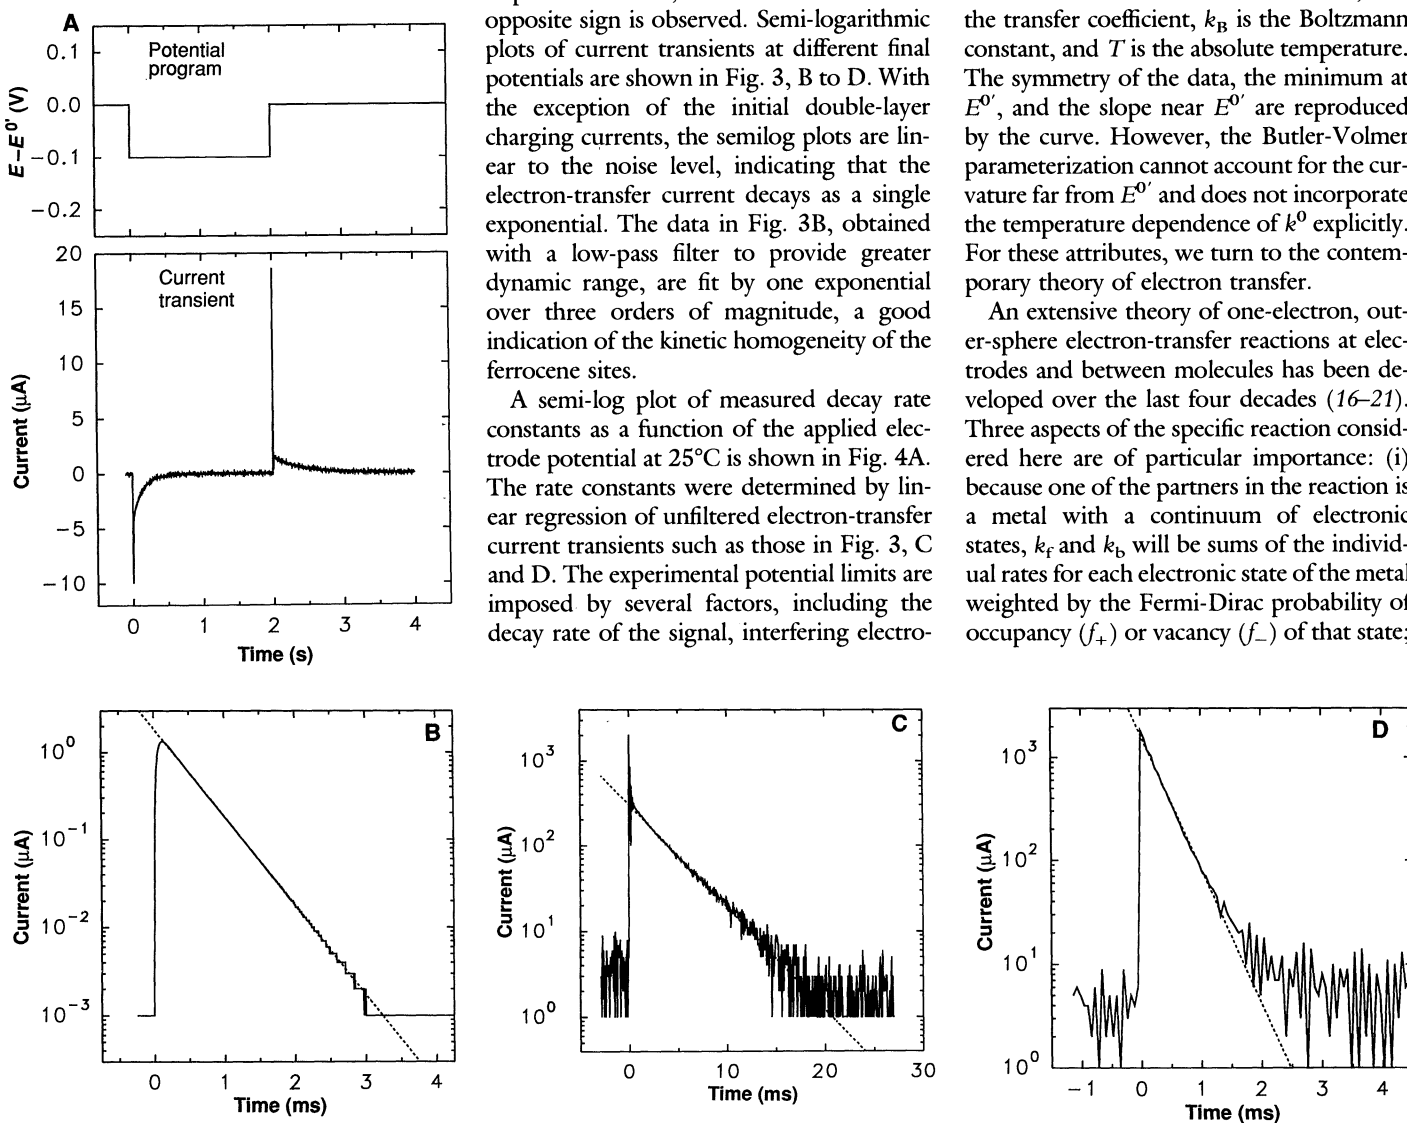 A
Potential
program
0.1
0.0
−0.1
−0.2
E−E0' (V)
Current
transient
20
15
10
5
0
−5
−10
Current (μA)
0 1 2 3 4
Time (s)
opposite sign is observed. Semi-logarithmic
plots of current transients at different final
potentials are shown in Fig. 3, B to D. With
the exception of the initial double-layer
charging currents, the semilog plots are lin-
ear to the noise level, indicating that the
electron-transfer current decays as a single
exponential. The data in Fig. 3B, obtained
with a low-pass filter to provide greater
dynamic range, are fit by one exponential
over three orders of magnitude, a good
indication of the kinetic homogeneity of the
ferrocene sites.
A semi-log plot of measured decay rate
constants as a function of the applied elec-
trode potential at 25°C is shown in Fig. 4A.
The rate constants were determined by lin-
ear regression of unfiltered electron-transfer
current transients such as those in Fig. 3, C
and D. The experimental potential limits are
imposed by several factors, including the
decay rate of the signal, interfering electro-
the transfer coefficient, kB is the Boltzmann
constant, and T is the absolute temperature.
The symmetry of the data, the minimum at
E0', and the slope near E0' are reproduced
by the curve. However, the Butler-Volmer
parameterization cannot account for the cur-
vature far from E0' and does not incorporate
the temperature dependence of k0 explicitly.
For these attributes, we turn to the contem-
porary theory of electron transfer.
An extensive theory of one-electron, out-
er-sphere electron-transfer reactions at elec-
trodes and between molecules has been de-
veloped over the last four decades (16–21).
Three aspects of the specific reaction consid-
ered here are of particular importance: (i)
because one of the partners in the reaction is
a metal with a continuum of electronic
states, kf and kb will be sums of the individ-
ual rates for each electronic state of the metal
weighted by the Fermi-Dirac probability of
occupancy (f+) or vacancy (f−) of that state;
B
10^0
10^−1
10^−2
10^−3
Current (μA)
0 1 2 3 4
Time (ms)
C
10^3
10^2
10^1
10^0
Current (μA)
0 10 20 30
Time (ms)
D
10^3
10^2
10^1
10^0
Current (μA)
−1 0 1 2 3 4
Time (ms)